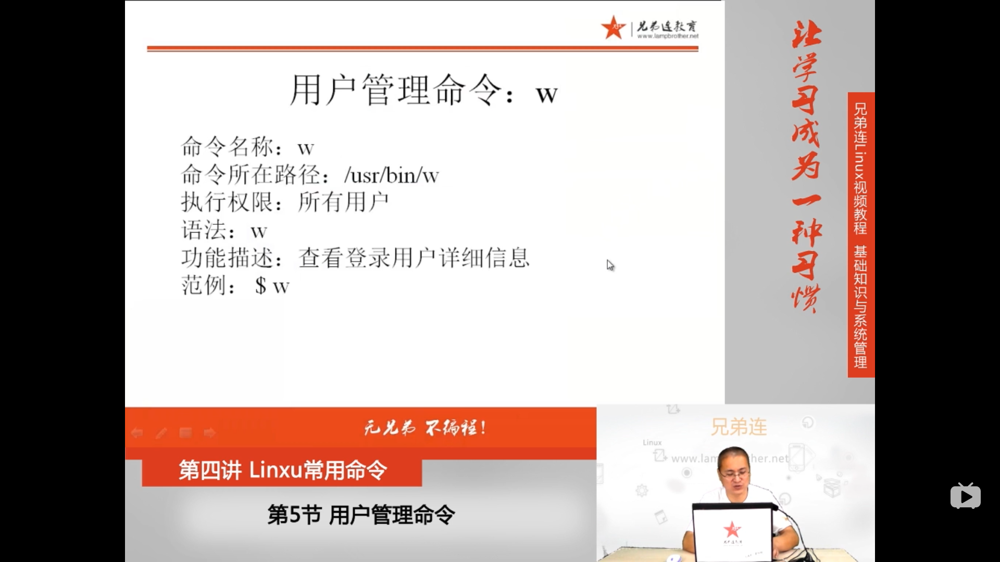 兄弟连教育
www.lampbrother.net
用户管理命令：w
命令名称：w
命令所在路径：/usr/bin/w
执行权限：所有用户
语法：w
功能描述：查看登录用户详细信息
范例： $ w
让学习成为一种习惯
兄弟连Linux视频教程 基础知识与系统管理
无兄弟 不编程！
第四讲 Linxu常用命令
第5节 用户管理命令
兄弟连
Linux
www.lam
her.net